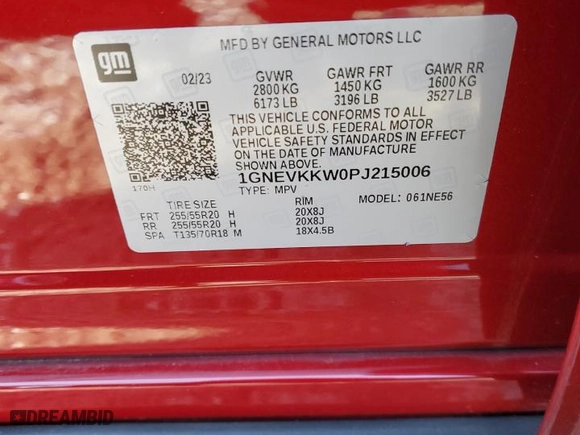 MFD BY GENERAL MOTORS LLC
gm
02/23 GVWR GAWR FRT GAWR RR
2800 KG 1450 KG 1600 KG
6173 LB 3196 LB 3527 LB
THIS VEHICLE CONFORMS TO ALL
APPLICABLE U.S. FEDERAL MOTOR
VEHICLE SAFETY STANDARDS IN
EFFECT ON THE DATE OF MANUFACTURE
SHOWN ABOVE.
1GNEVKKW0PJ215006
170H
TYPE: MPV MODEL: 061NE56
TIRE SIZE RIM
FRT 255/55R20 H 20X8J
RR 255/55R20 H 20X8J
SPA T135/70R18 M 18X4.5B
DREAMBID